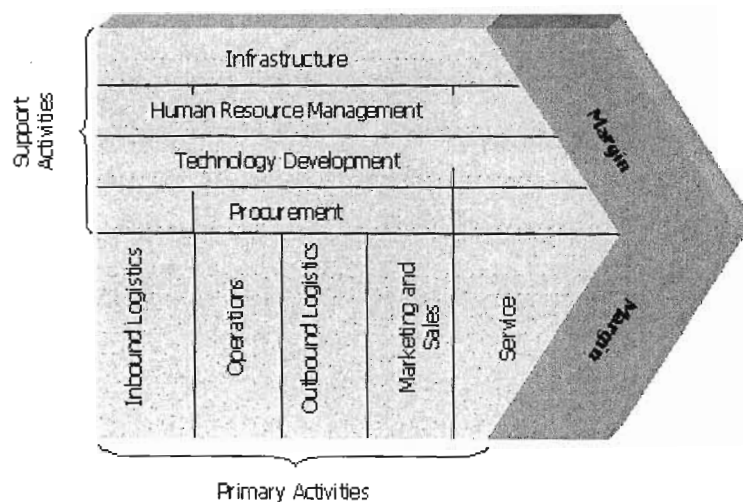 Support
Activities
Infrastructure
Human Resource Management
Technology Development
Procurement
Inbound Logistics
Operations
Outbound Logistics
Marketing and
Sales
Service
Margin
Margin
Primary Activities